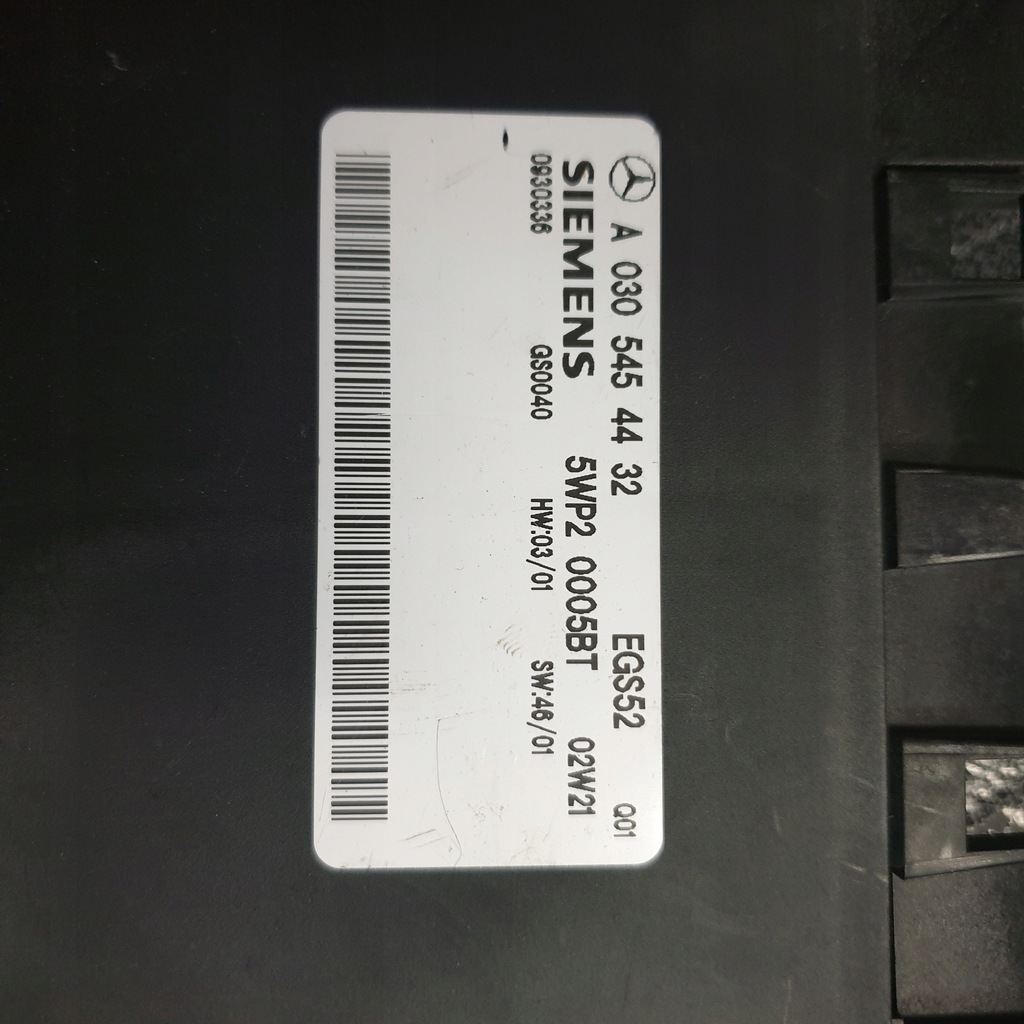 A 030 545 44 32 EGS52 Q01
SIEMENS 5WP2 0005BT 02W21
0930336 GS0040 HW:03/01 SW:46/01